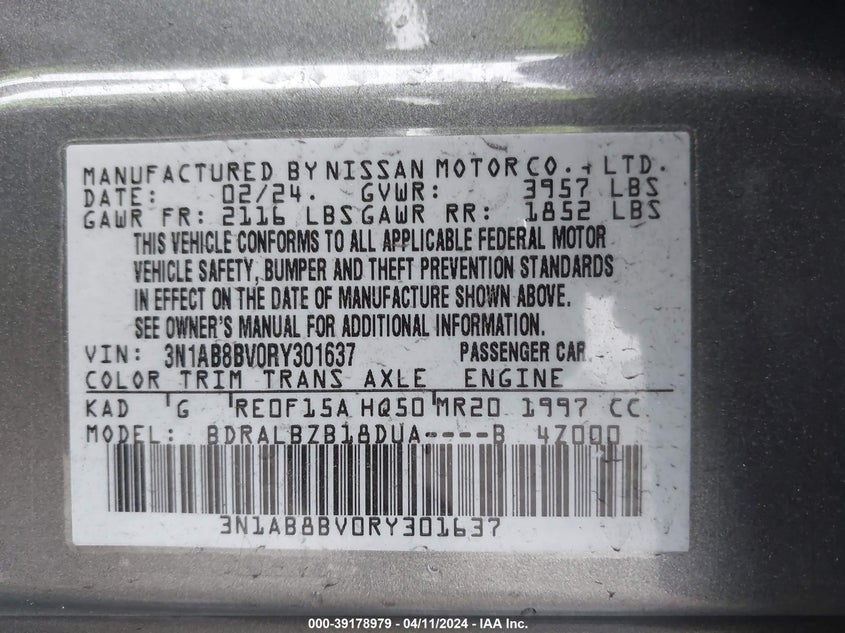 MANUFACTURED BY NISSAN MOTOR CO., LTD.
DATE: 02/24. GVWR: 3957 LBS
GAWR FR: 2116 LBS GAWR RR: 1852 LBS
THIS VEHICLE CONFORMS TO ALL APPLICABLE FEDERAL MOTOR
VEHICLE SAFETY, BUMPER AND THEFT PREVENTION STANDARDS
IN EFFECT ON THE DATE OF MANUFACTURE SHOWN ABOVE.
SEE OWNER'S MANUAL FOR ADDITIONAL INFORMATION.
VIN: 3N1AB8BV0RY301637 PASSENGER CAR
COLOR TRIM TRANS AXLE ENGINE
KAD G RE0F15A HQ50 MR20 1997 CC
MODEL: BDRALBZB18DUA----B 4Z000
3N1AB8BV0RY301637
000-39178979 - 04/11/2024 - IAA Inc.